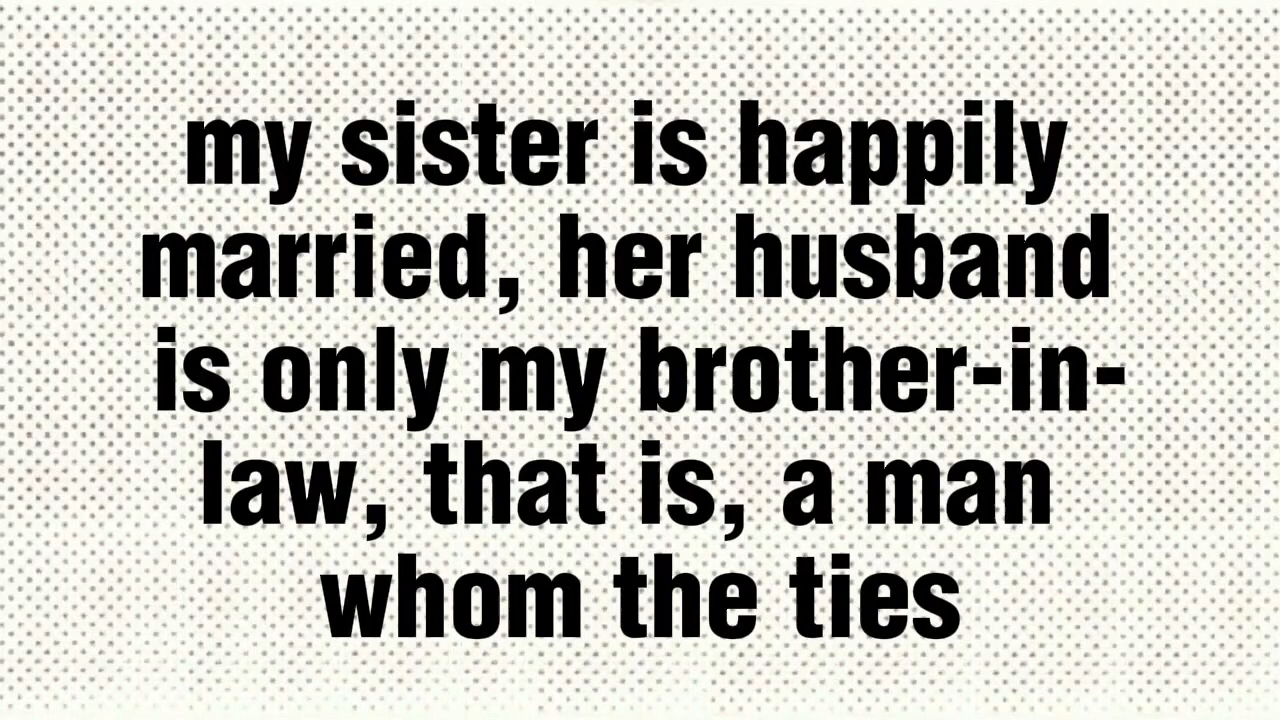 my sister is happily
married, her husband
is only my brother-in-
law, that is, a man
whom the ties